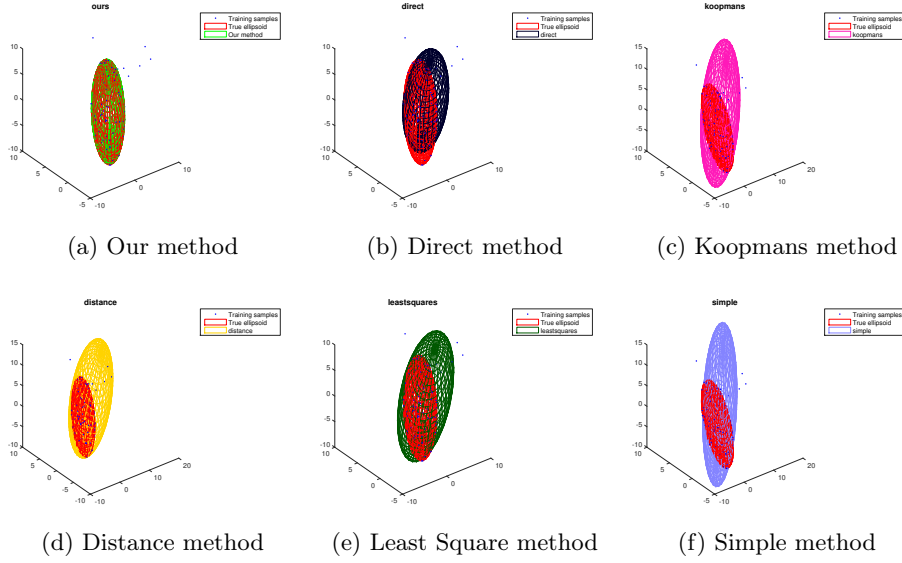 ours
Training samples
True ellipsoid
Our method
10
5
0
-5
-10
10
5
0
-5
-10
0
10
(a) Our method
direct
Training samples
True ellipsoid
direct
10
5
0
-5
-10
10
5
0
-5
-10
0
10
(b) Direct method
koopmans
Training samples
True ellipsoid
koopmans
15
10
5
0
-5
-10
10
5
0
-5
-10
-10
0
10
20
(c) Koopmans method
distance
Training samples
True ellipsoid
distance
15
10
5
0
-5
-10
10
5
0
-5
-10
-10
0
10
20
(d) Distance method
leastsquares
Training samples
True ellipsoid
leastsquares
10
5
0
-5
-10
10
5
0
-5
-10
0
10
(e) Least Square method
simple
Training samples
True ellipsoid
simple
15
10
5
0
-5
-10
10
5
0
-5
-10
-10
0
10
20
(f) Simple method